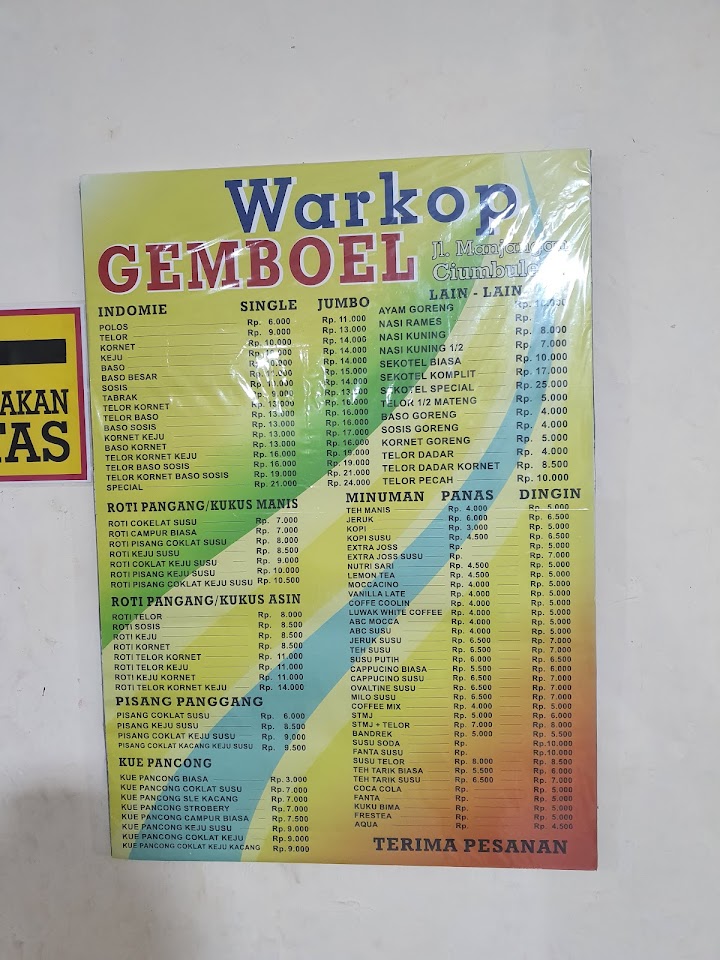 Warkop
GEMBOEL
Jl. Manjangan
AKAN
TAS
INDOMIE SINGLE JUMBO
POLOS Rp. 6.000 Rp. 11.000
TELOR Rp. 9.000 Rp. 13.000
KORNET Rp. 10.000 Rp. 14.000
KEJU Rp. 14.000
BASO Rp. 14.000
BASO BESAR Rp. 15.000
SOSIS Rp. 14.000
TABRAK Rp. 9.000
TELOR KORNET Rp. 13.000 Rp. 16.000
TELOR BASO Rp. 13.000 Rp. 16.000
BASO SOSIS Rp. 13.000 Rp. 16.000
KORNET KEJU Rp. 13.000 Rp. 17.000
BASO KORNET Rp. 13.000 Rp. 16.000
TELOR KORNET KEJU Rp. 16.000 Rp. 19.000
TELOR BASO SOSIS Rp. 16.000 Rp. 19.000
TELOR KORNET BASO SOSIS Rp. 19.000 Rp. 21.000
SPECIAL Rp. 21.000 Rp. 24.000
ROTI PANGANG/KUKUS MANIS
ROTI COKELAT SUSU Rp. 7.000
ROTI CAMPUR BIASA Rp. 7.000
ROTI PISANG COKLAT SUSU Rp. 8.000
ROTI KEJU SUSU Rp. 8.500
ROTI COKLAT KEJU SUSU Rp. 9.000
ROTI PISANG KEJU SUSU Rp. 10.000
ROTI PISANG COKLAT KEJU SUSU Rp. 10.500
ROTI PANGANG/KUKUS ASIN
ROTI TELOR Rp. 8.000
ROTI SOSIS Rp. 8.500
ROTI KEJU Rp. 8.500
ROTI KORNET Rp. 8.500
ROTI TELOR KORNET Rp. 11.000
ROTI TELOR KEJU Rp. 11.000
ROTI KEJU KORNET Rp. 11.000
ROTI TELOR KORNET KEJU Rp. 14.000
PISANG PANGGANG
PISANG COKLAT SUSU Rp. 6.000
PISANG KEJU SUSU Rp. 8.500
PISANG COKLAT KEJU SUSU Rp. 9.000
PISANG COKLAT KACANG KEJU SUSU Rp. 9.500
KUE PANCONG
KUE PANCONG BIASA Rp. 3.000
KUE PANCONG COKLAT SUSU Rp. 7.000
KUE PANCONG SLE KACANG Rp. 7.000
KUE PANCONG STROBERY Rp. 7.000
KUE PANCONG CAMPUR BIASA Rp. 7.500
KUE PANCONG KEJU SUSU Rp. 9.000
KUE PANCONG COKLAT KEJU Rp. 9.000
KUE PANCONG COKLAT KEJU KACANG Rp. 9.000
LAIN - LAIN
AYAM GORENG Rp.
NASI RAMES Rp.
NASI KUNING Rp. 8.000
NASI KUNING 1/2 Rp. 7.000
SEKOTEL BIASA Rp. 10.000
SEKOTEL KOMPLIT Rp. 17.000
SEKOTEL SPECIAL Rp. 25.000
TELOR 1/2 MATENG Rp. 5.000
BASO GORENG Rp. 4.000
SOSIS GORENG Rp. 4.000
KORNET GORENG Rp. 5.000
TELOR DADAR Rp. 4.000
TELOR DADAR KORNET Rp. 8.500
TELOR PECAH Rp. 10.000
MINUMAN PANAS DINGIN
TEH MANIS Rp. 4.000 Rp. 5.000
JERUK Rp. 6.000 Rp. 6.500
KOPI Rp. 3.000 Rp. 5.000
KOPI SUSU Rp. 4.500 Rp. 6.500
EXTRA JOSS Rp. Rp. 5.000
EXTRA JOSS SUSU Rp. Rp. 7.000
NUTRI SARI Rp. 4.500 Rp. 5.000
LEMON TEA Rp. 4.500 Rp. 5.000
MOCCACINO Rp. 4.000 Rp. 5.000
VANILLA LATE Rp. 4.000 Rp. 5.000
COFFE COOLIN Rp. 4.000 Rp. 5.000
LUWAK WHITE COFFEE Rp. 4.000 Rp. 5.000
ABC MOCCA Rp. 4.000 Rp. 5.000
ABC SUSU Rp. 4.000 Rp. 5.000
JERUK SUSU Rp. 6.500 Rp. 7.000
TEH SUSU Rp. 6.500 Rp. 7.000
SUSU PUTIH Rp. 6.000 Rp. 6.500
CAPPUCINO BIASA Rp. 5.500 Rp. 6.500
CAPPUCINO SUSU Rp. 6.500 Rp. 7.000
OVALTINE SUSU Rp. 6.500 Rp. 7.000
MILO SUSU Rp. 6.500 Rp. 7.000
COFFEE MIX Rp. 4.000 Rp. 5.000
STMJ Rp. 5.000 Rp. 6.000
STMJ + TELOR Rp. 7.000 Rp. 8.000
BANDREK Rp. 5.000 Rp. 5.500
SUSU SODA Rp. Rp. 10.000
FANTA SUSU Rp. Rp. 10.000
SUSU TELOR Rp. 8.000 Rp. 8.500
TEH TARIK BIASA Rp. 5.500 Rp. 6.000
TEH TARIK SUSU Rp. 6.500 Rp. 7.000
COCA COLA Rp. Rp. 5.000
FANTA Rp. Rp. 5.000
KUKU BIMA Rp. Rp. 5.000
FRESTEA Rp. Rp. 5.000
AQUA Rp. Rp. 4.500
TERIMA PESANAN